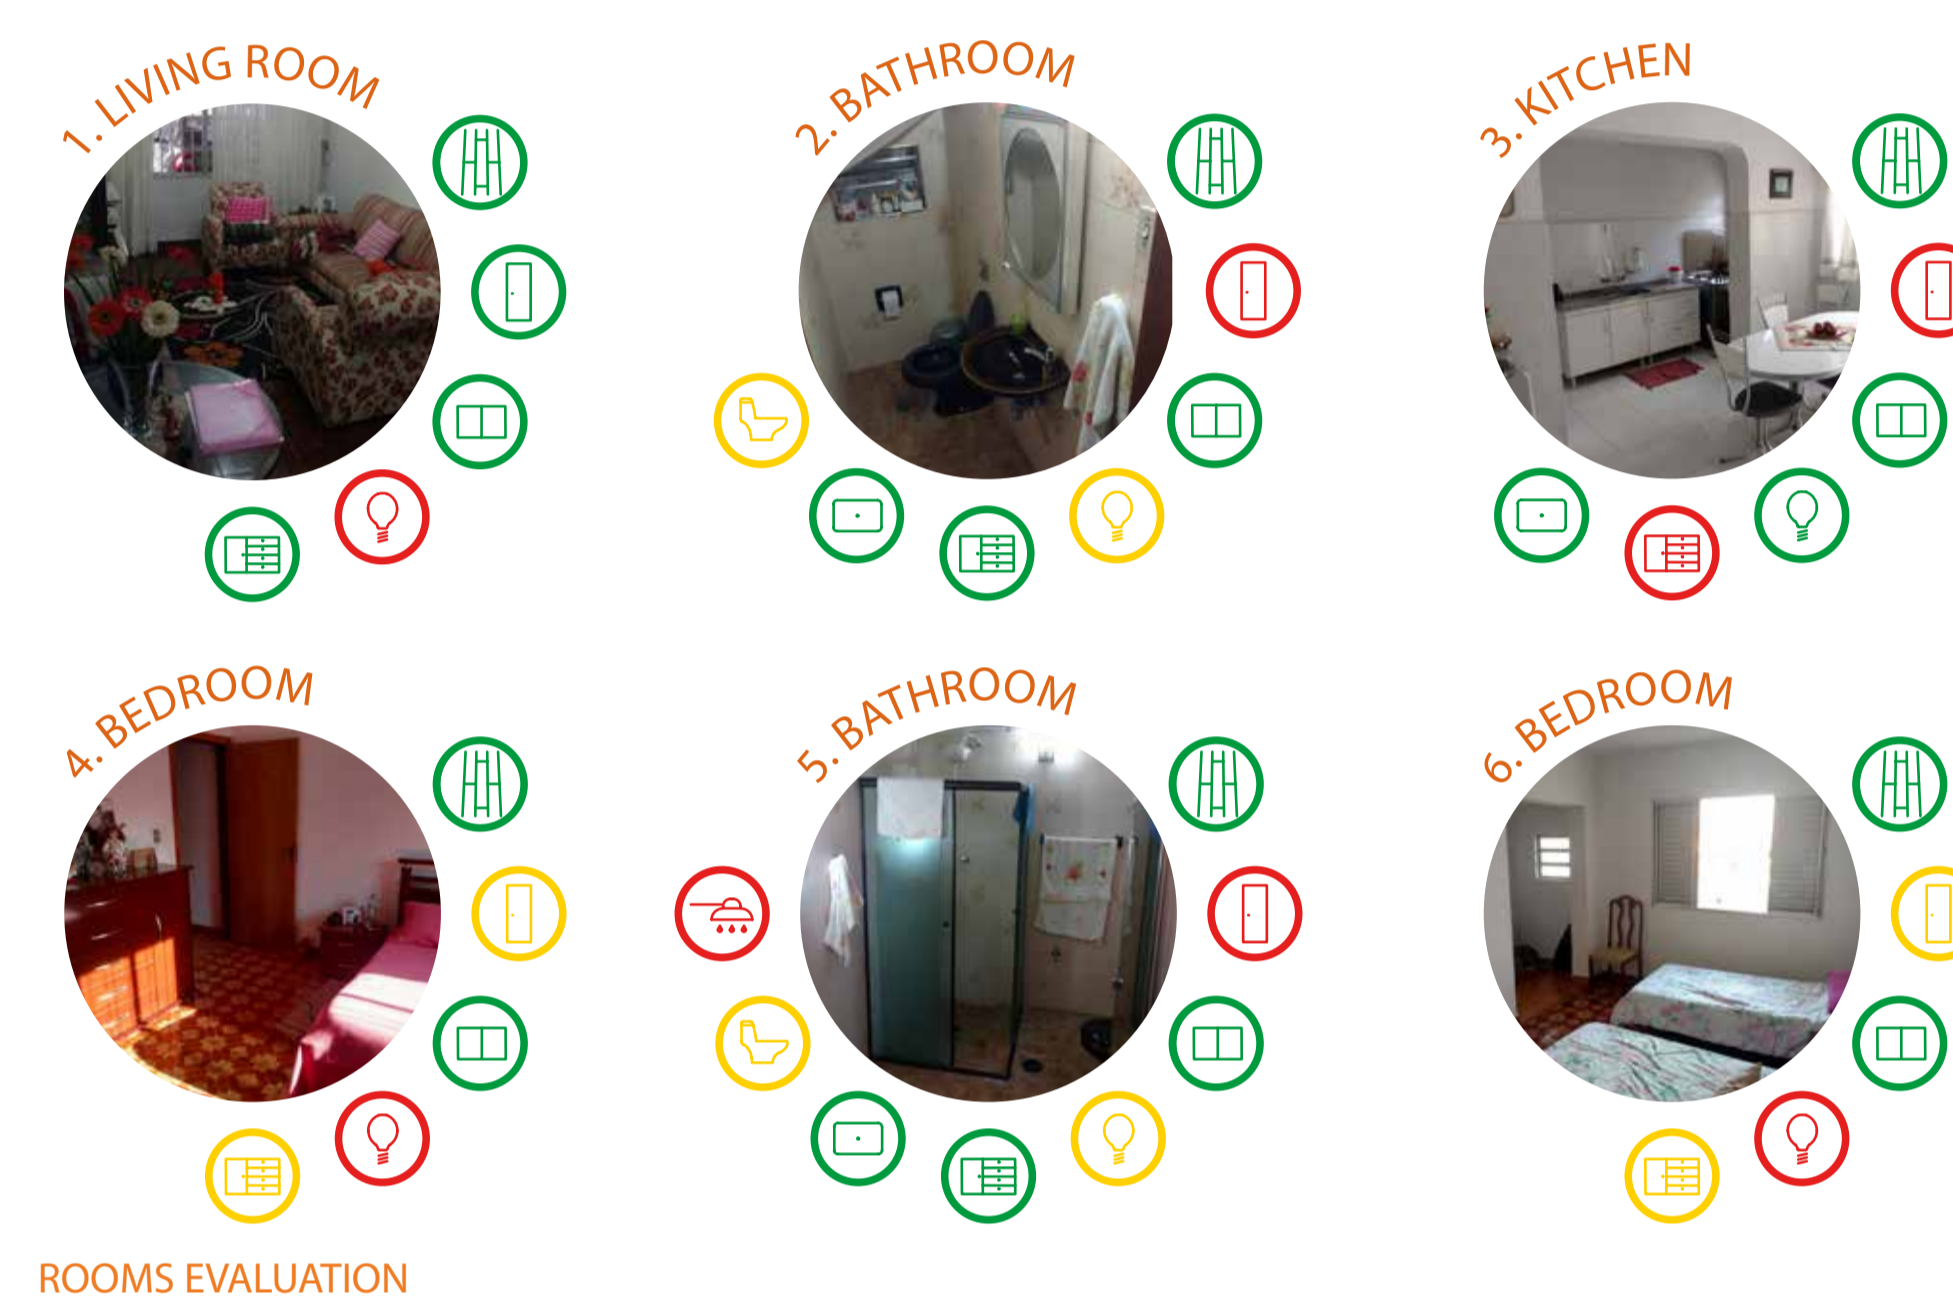 1. LIVING ROOM
2. BATHROOM
3. KITCHEN
4. BEDROOM
5. BATHROOM
6. BEDROOM
ROOMS EVALUATION